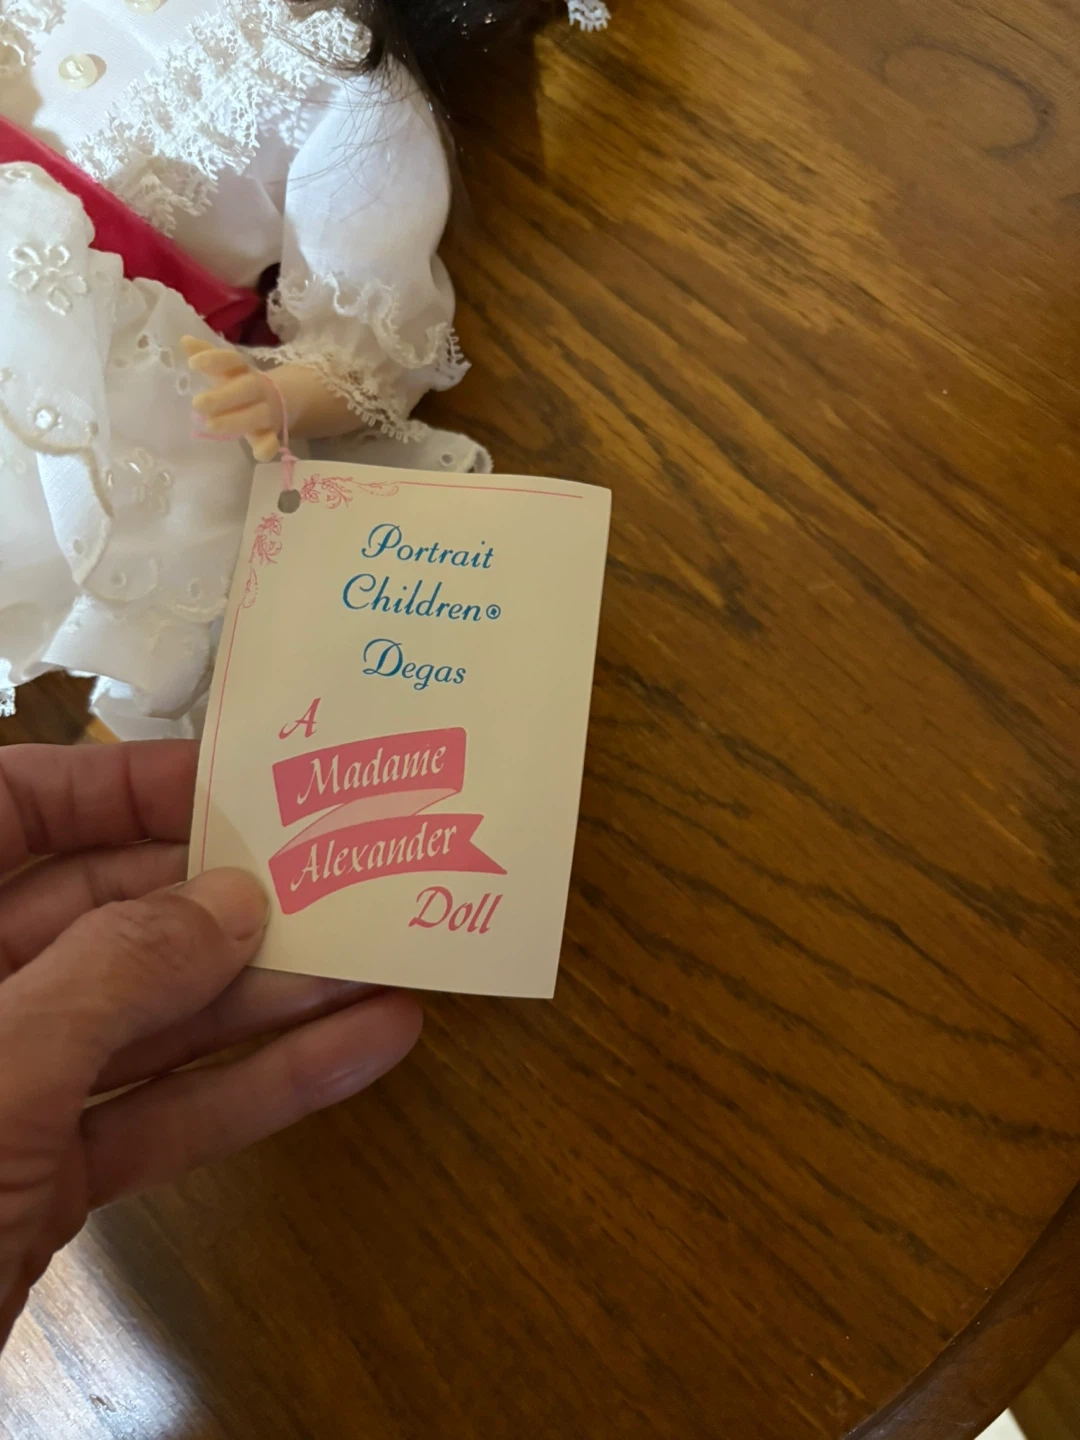 Portrait
Children®
Degas
A
Madame
Alexander
Doll